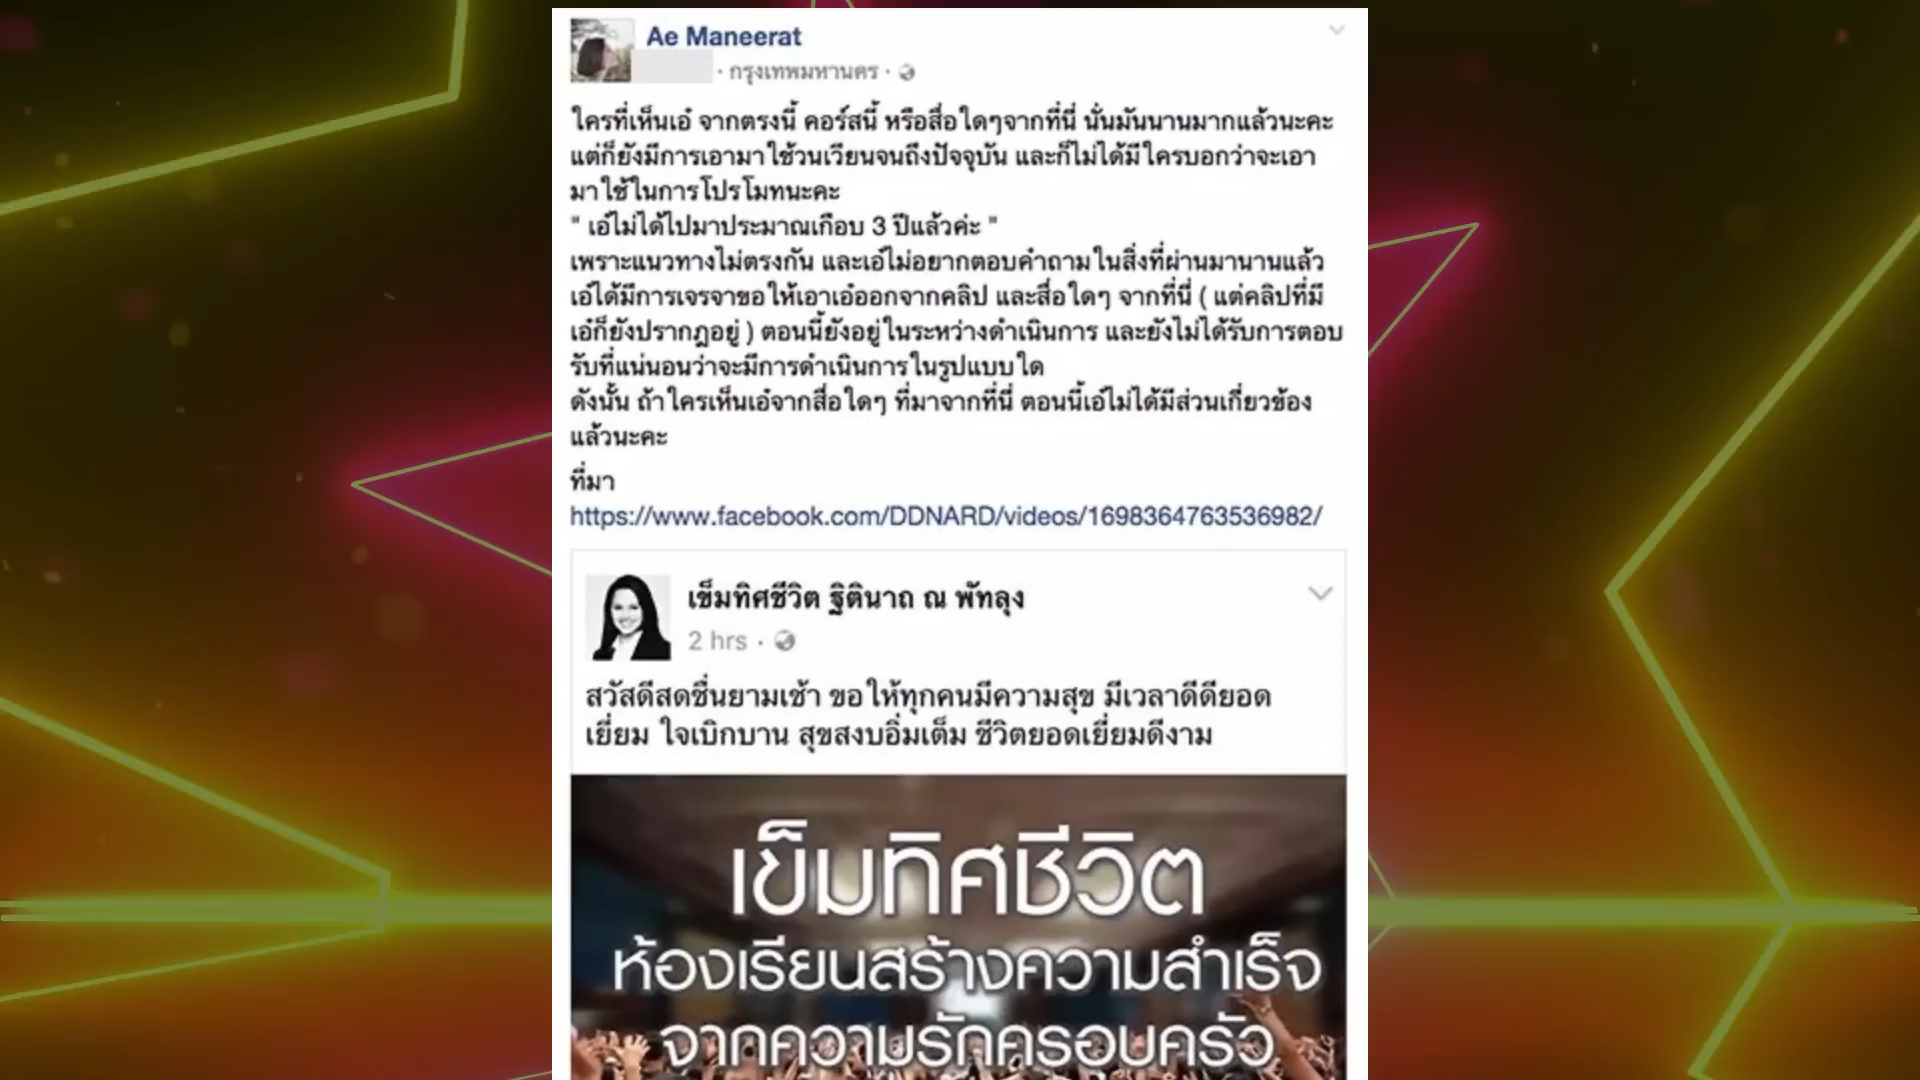 Ae Maneerat
· กรุงเทพมหานคร ·
ใครที่เห็นเอ๋ จากตรงนี้ คอร์สนี้ หรือสื่อใดๆจากที่นี่ นั่นมันนานมากแล้วนะคะ
แต่ก็ยังมีการเอามาใช้วนเวียนจนถึงปัจจุบัน และก็ไม่ได้มีใครบอกว่าจะเอา
มาใช้ในการโปรโมทนะคะ
" เอ๋ไม่ได้ไปมาประมาณเกือบ 3 ปีแล้วค่ะ "
เพราะแนวทางไม่ตรงกัน และเอ๋ไม่อยากตอบคำถามในสิ่งที่ผ่านมานานแล้ว
เอ๋ได้มีการเจรจาขอให้เอาเอ๋ออกจากคลิป และสื่อใดๆ จากที่นี่ ( แต่คลิปที่มี
เอ๋ก็ยังปรากฎอยู่ ) ตอนนี้ยังอยู่ในระหว่างดำเนินการ และยังไม่ได้รับการตอบ
รับที่แน่นอนว่าจะมีการดำเนินการในรูปแบบใด
ดังนั้น ถ้าใครเห็นเอ๋จากสื่อใดๆ ที่มาจากที่นี่ ตอนนี้เอ๋ไม่ได้มีส่วนเกี่ยวข้อง
แล้วนะคะ
ที่มา
https://www.facebook.com/DDNARD/videos/1698364763536982/
เข็มทิศชีวิต ฐิตินาถ ณ พัทลุง
2 hrs ·
สวัสดีสดชื่นยามเช้า ขอให้ทุกคนมีความสุข มีเวลาดีดียอด
เยี่ยม ใจเบิกบาน สุขสงบอิ่มเต็ม ชีวิตยอดเยี่ยมดีงาม
เข็มทิศชีวิต
ห้องเรียนสร้างความสำเร็จ
จากความรักครอบครัว